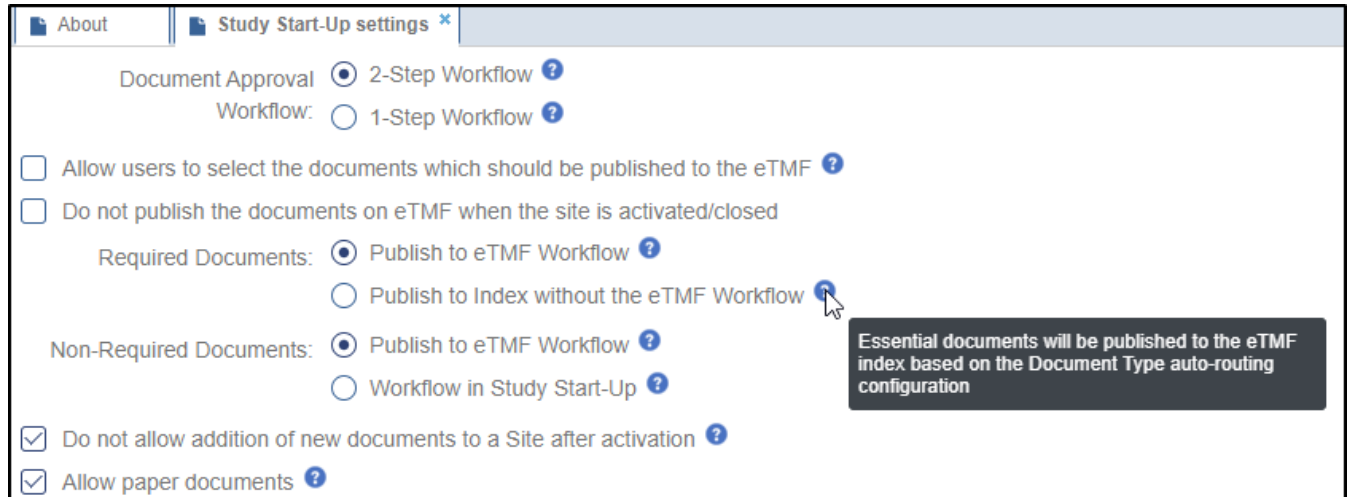 About
Study Start-Up settings
Document Approval
Workflow:
2-Step Workflow
1-Step Workflow
Allow users to select the documents which should be published to the eTMF
Do not publish the documents on eTMF when the site is activated/closed
Required Documents:
Publish to eTMF Workflow
Publish to Index without the eTMF Workflow
Essential documents will be published to the eTMF
index based on the Document Type auto-routing
configuration
Non-Required Documents:
Publish to eTMF Workflow
Workflow in Study Start-Up
Do not allow addition of new documents to a Site after activation
Allow paper documents